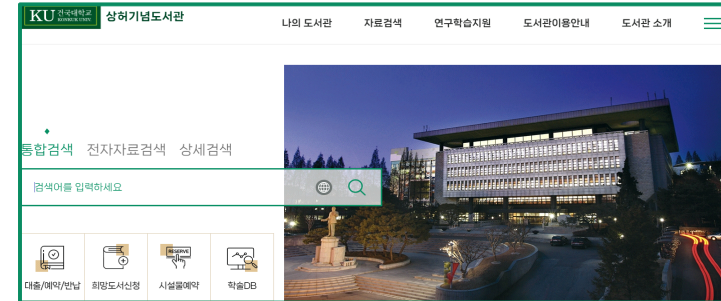 KU 건국대학교 상허기념도서관
KONKUK UNIV.
나의 도서관 자료검색 연구학습지원 도서관이용안내 도서관 소개
통합검색 전자자료검색 상세검색
검색어를 입력하세요
RESERVE
대출/예약/반납 희망도서신청 시설물예약 학술DB